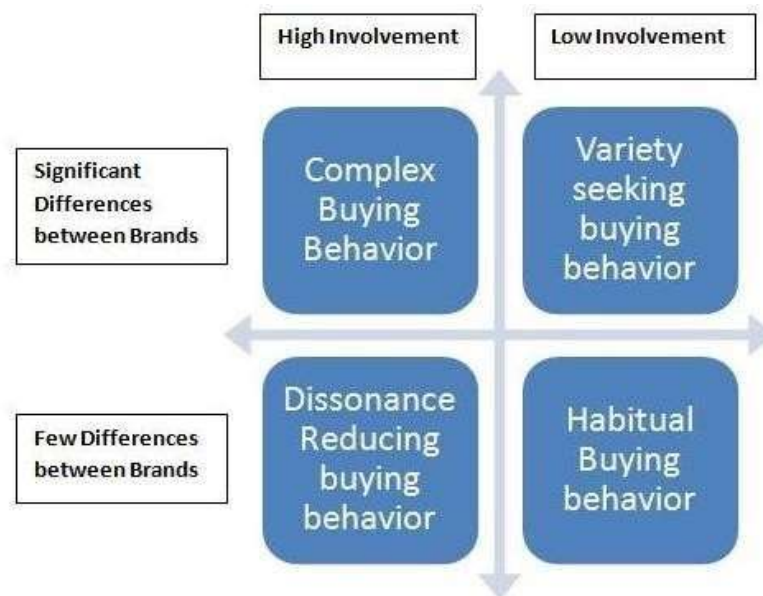 High Involvement
Low Involvement
Significant
Differences
between Brands
Complex
Buying
Behavior
Variety
seeking
buying
behavior
Few Differences
between Brands
Dissonance
Reducing
buying
behavior
Habitual
Buying
behavior